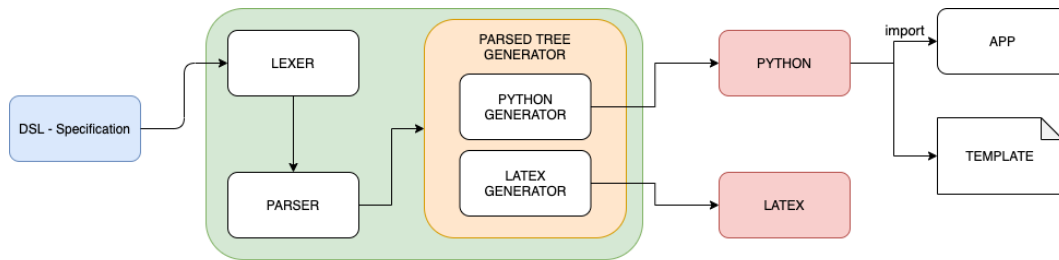 DSL - Specification
LEXER
PARSER
PARSED TREE
GENERATOR
PYTHON
GENERATOR
LATEX
GENERATOR
PYTHON
LATEX
import
APP
TEMPLATE